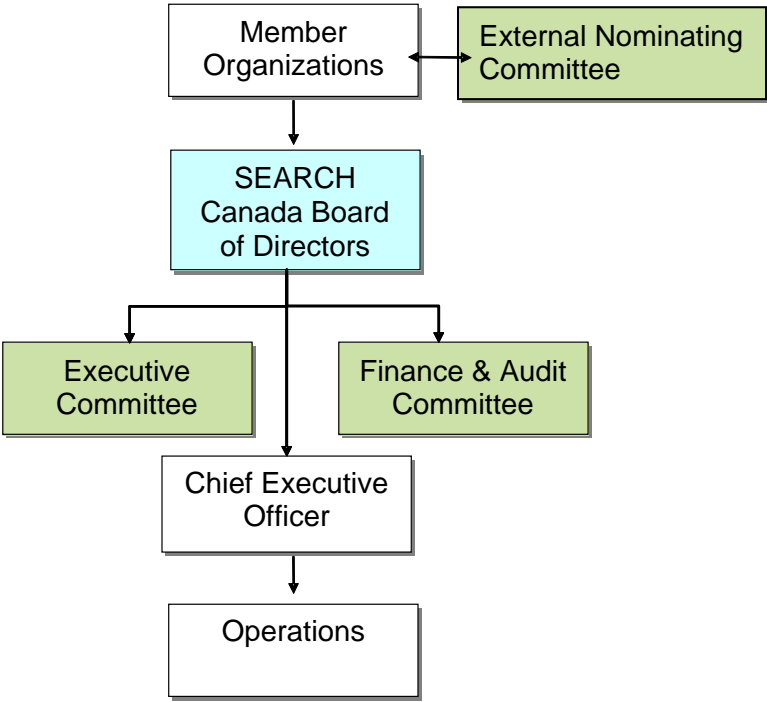 Member
Organizations
External Nominating
Committee
SEARCH
Canada Board
of Directors
Executive
Committee
Finance & Audit
Committee
Chief Executive
Officer
Operations